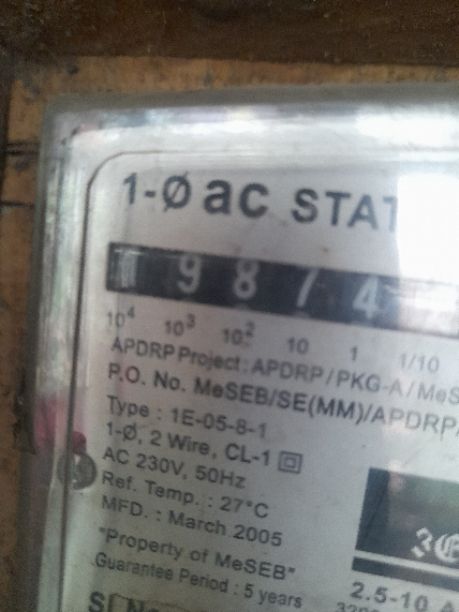 1-Ø ac STAT
1 9 8 7 4
10⁴ 10³ 10² 10 1 1/10
APDRP Project : APDRP / PKG-A / MeS
P.O. No. MeSEB/SE(MM)/APDRP/
Type : 1E-05-8-1
1-Ø, 2 Wire, CL-1
AC 230V, 50Hz
Ref. Temp. : 27°C
MFD. : March 2005
"Property of MeSEB"
Guarantee Period : 5 years
2.5-10 A